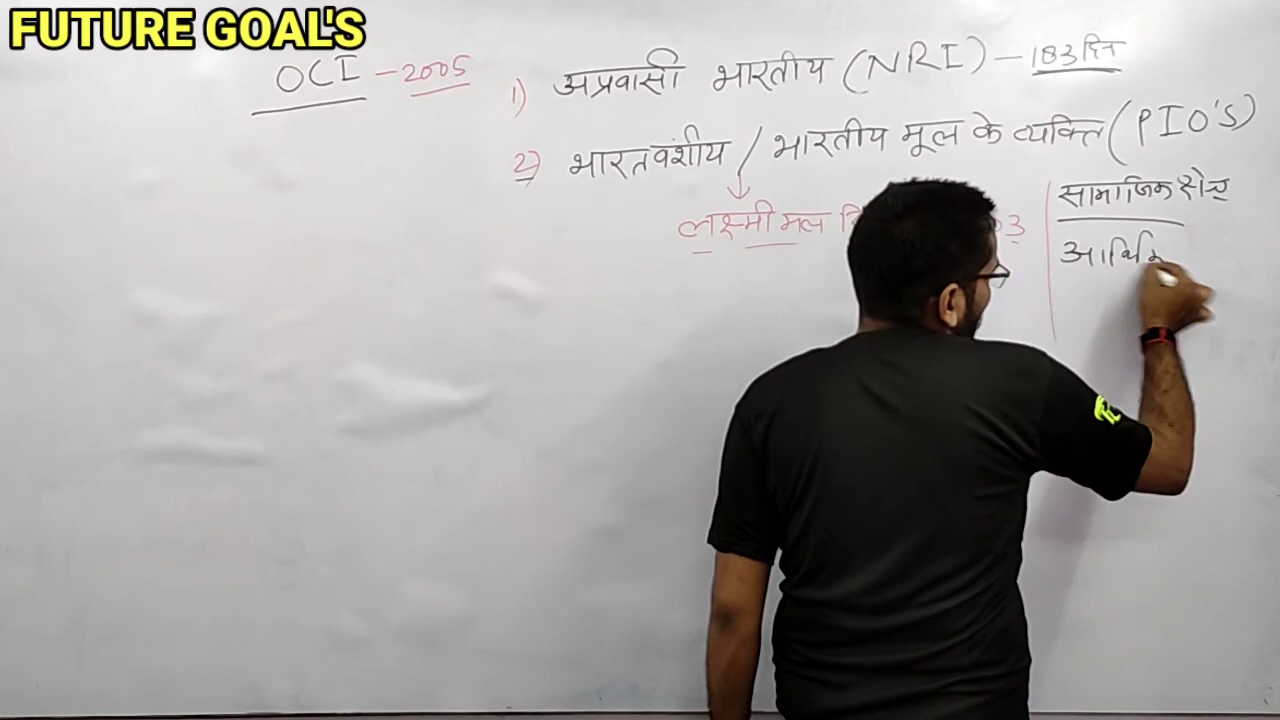 FUTURE GOAL'S
OCI - 2005
1) अप्रवासी भारतीय (NRI) - 183 दिन
2) भारतवंशीय / भारतीय मूल के व्यक्ति (PIO'S)
लक्ष्मी मल
सामाजिक क्षेत्र
आर्थिक